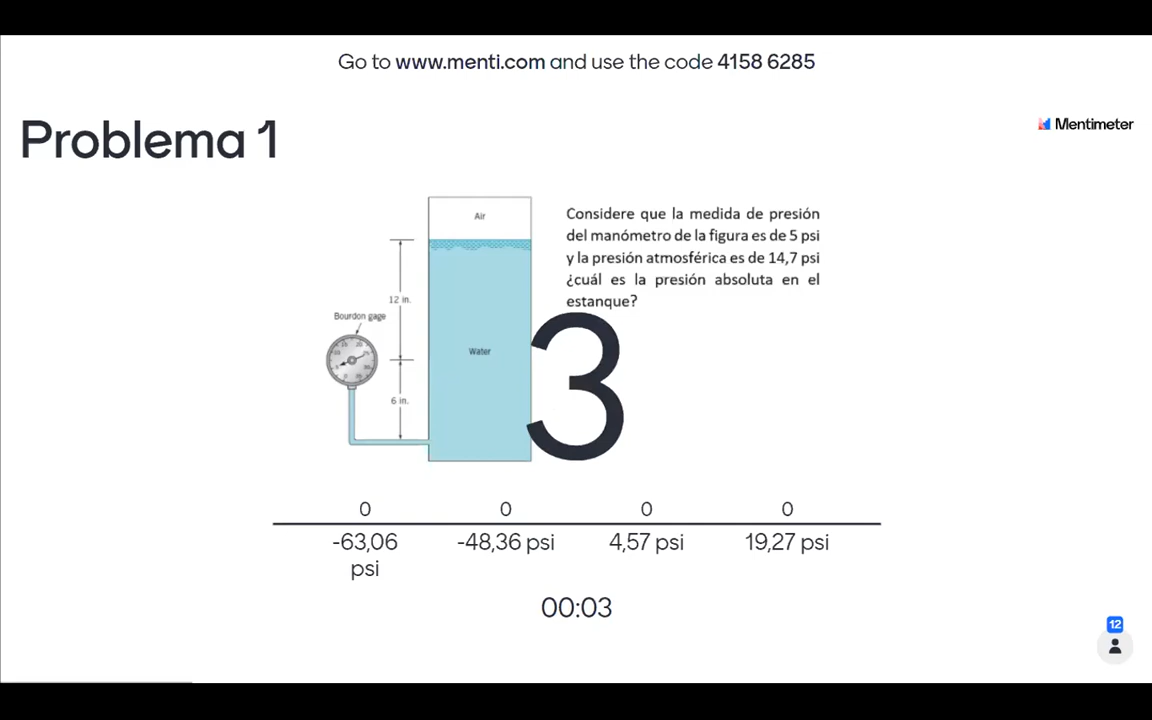 Go to www.menti.com and use the code 4158 6285
Problema 1
Mentimeter
Air
Considere que la medida de presión
del manómetro de la figura es de 5 psi
y la presión atmosférica es de 14,7 psi
¿cuál es la presión absoluta en el
estanque?
12 in.
Bourdon gage
Water
6 in.
3
0 0 0 0
-63,06 psi
-48,36 psi
4,57 psi
19,27 psi
00:03
12